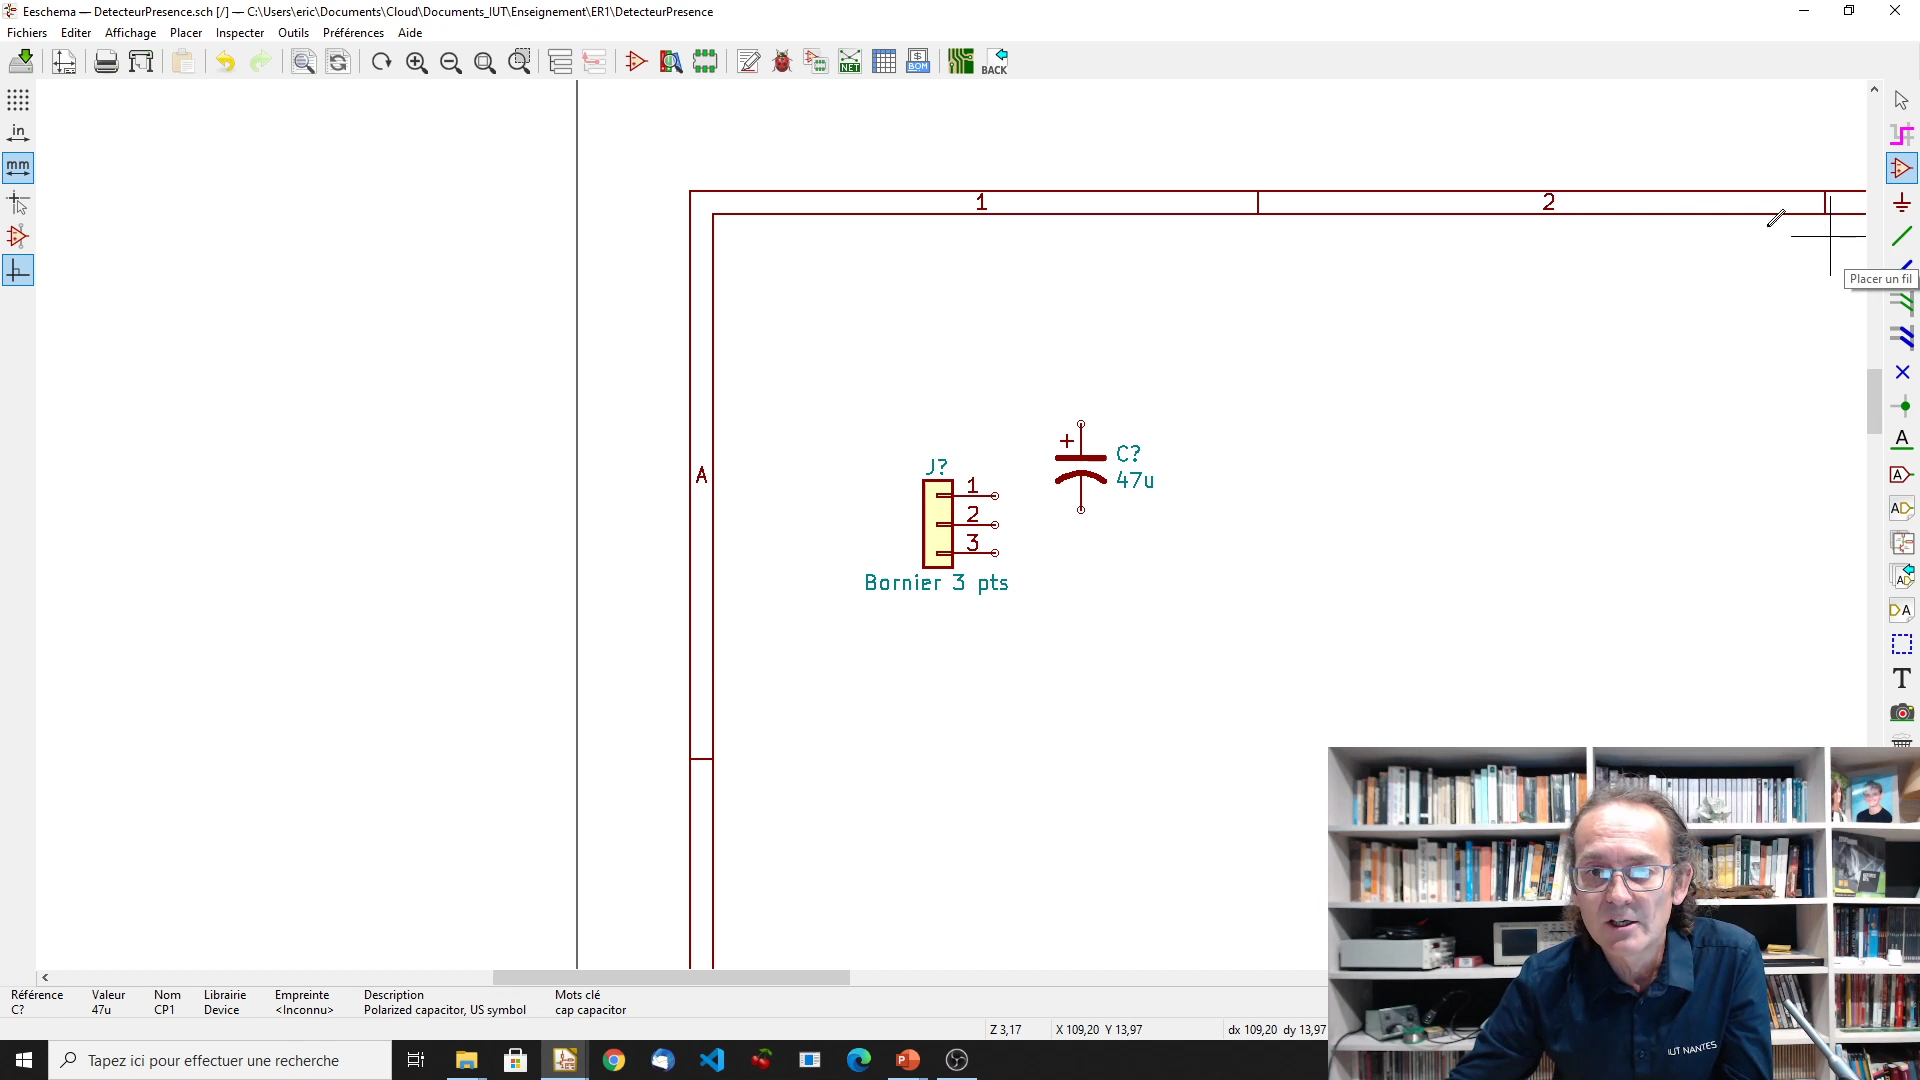 Eeschema — DetecteurPresence.sch [/] — C:\Users\eric\Documents\Cloud\Documents_IUT\Enseignement\ER1\DetecteurPresence
Fichiers Editer Affichage Placer Inspecter Outils Préférences Aide
NET
BOM
BACK
in
mm
1
2
Placer un fil
A
J?
1
2
3
Bornier 3 pts
+
C?
47u
A
A
A
A
A
T
Référence Valeur Nom Librairie Empreinte Description Mots clé
C? 47u CP1 Device <Inconnu> Polarized capacitor, US symbol cap capacitor
Z 3,17 X 109,20 Y 13,97 dx 109,20 dy 13,97
IUT NANTES
Tapez ici pour effectuer une recherche